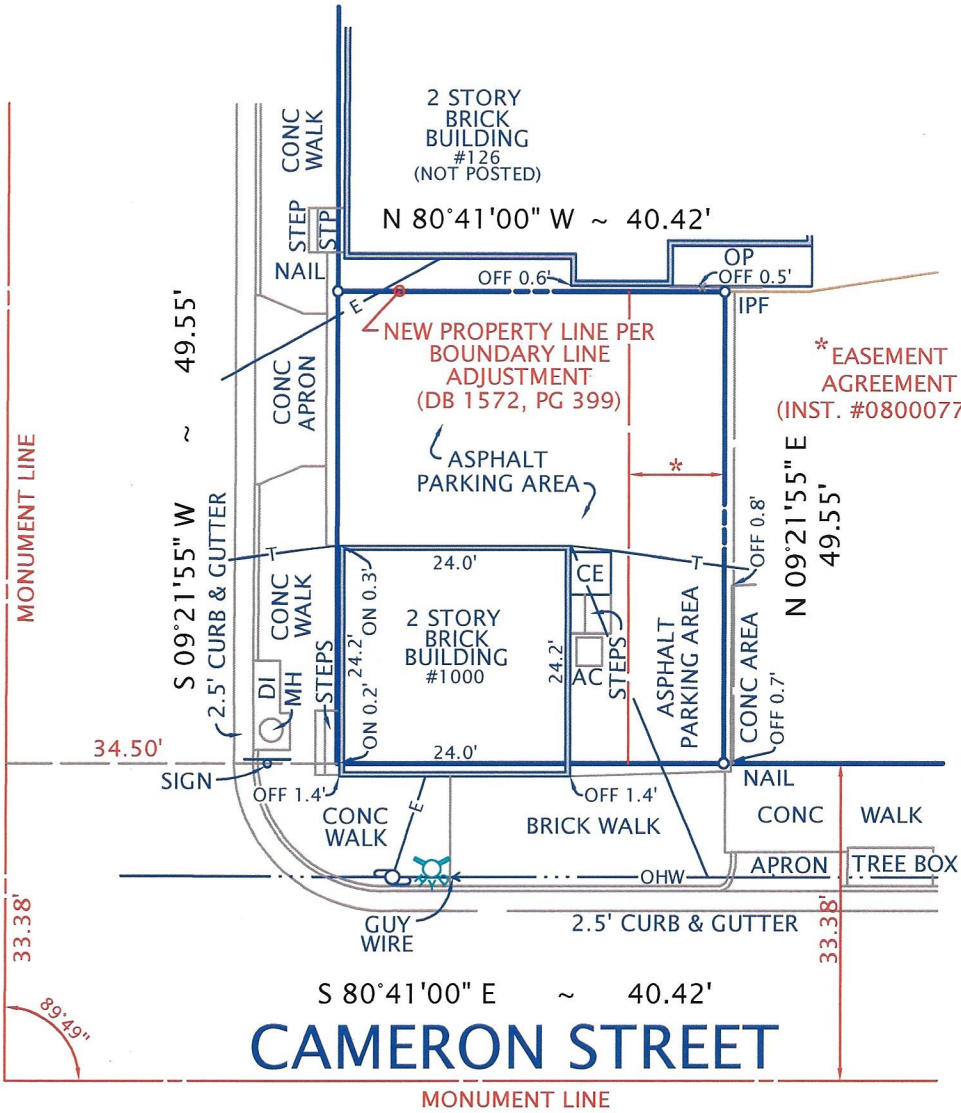 2 STORY
BRICK
BUILDING
#126
(NOT POSTED)
CONC
WALK
STEP
STP
N 80°41'00" W ~ 40.42'
NAIL
OFF 0.6'
OP
OFF 0.5'
IPF
E
NEW PROPERTY LINE PER
BOUNDARY LINE
ADJUSTMENT
(DB 1572, PG 399)
*EASEMENT
AGREEMENT
(INST. #0800077
S 09°21'55" W ~ 49.55'
CONC
APRON
MONUMENT LINE
2.5' CURB & GUTTER
ASPHALT
PARKING AREA
*
N 09°21'55" E
49.55'
OFF 0.8'
T
T
24.0'
CE
CONC
WALK
ON 0.3'
24.2'
2 STORY
BRICK
BUILDING
#1000
24.2'
STEPS
AC
ASPHALT
PARKING AREA
CONC AREA
OFF 0.7'
DI
MH
STEPS
ON 0.2'
24.0'
34.50'
SIGN
OFF 1.4'
OFF 1.4'
NAIL
CONC
WALK
E
BRICK WALK
CONC WALK
HYD
OHW
APRON
TREE BOX
GUY
WIRE
2.5' CURB & GUTTER
33.38'
33.38'
89°49"
S 80°41'00" E ~ 40.42'
CAMERON STREET
MONUMENT LINE